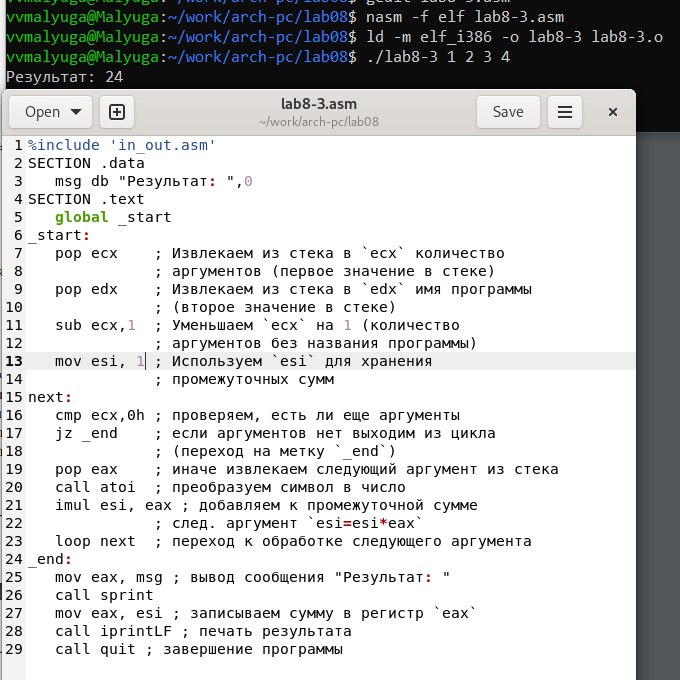 vvmalyuga@Malyuga:~/work/arch-pc/lab08$ gedit lab8-3.asm
vvmalyuga@Malyuga:~/work/arch-pc/lab08$ nasm -f elf lab8-3.asm
vvmalyuga@Malyuga:~/work/arch-pc/lab08$ ld -m elf_i386 -o lab8-3 lab8-3.o
vvmalyuga@Malyuga:~/work/arch-pc/lab08$ ./lab8-3 1 2 3 4
Результат: 24
Open lab8-3.asm Save
~/work/arch-pc/lab08
1 %include 'in_out.asm'
2 SECTION .data
3 msg db "Результат: ",0
4 SECTION .text
5 global _start
6 _start:
7 pop ecx ; Извлекаем из стека в `ecx` количество
8 ; аргументов (первое значение в стеке)
9 pop edx ; Извлекаем из стека в `edx` имя программы
10 ; (второе значение в стеке)
11 sub ecx,1 ; Уменьшаем `ecx` на 1 (количество
12 ; аргументов без названия программы)
13 mov esi, 1 ; Используем `esi` для хранения
14 ; промежуточных сумм
15 next:
16 cmp ecx,0h ; проверяем, есть ли еще аргументы
17 jz _end ; если аргументов нет выходим из цикла
18 ; (переход на метку `_end`)
19 pop eax ; иначе извлекаем следующий аргумент из стека
20 call atoi ; преобразуем символ в число
21 imul esi, eax ; добавляем к промежуточной сумме
22 ; след. аргумент `esi=esi*eax`
23 loop next ; переход к обработке следующего аргумента
24 _end:
25 mov eax, msg ; вывод сообщения "Результат: "
26 call sprint
27 mov eax, esi ; записываем сумму в регистр `eax`
28 call iprintLF ; печать результата
29 call quit ; завершение программы